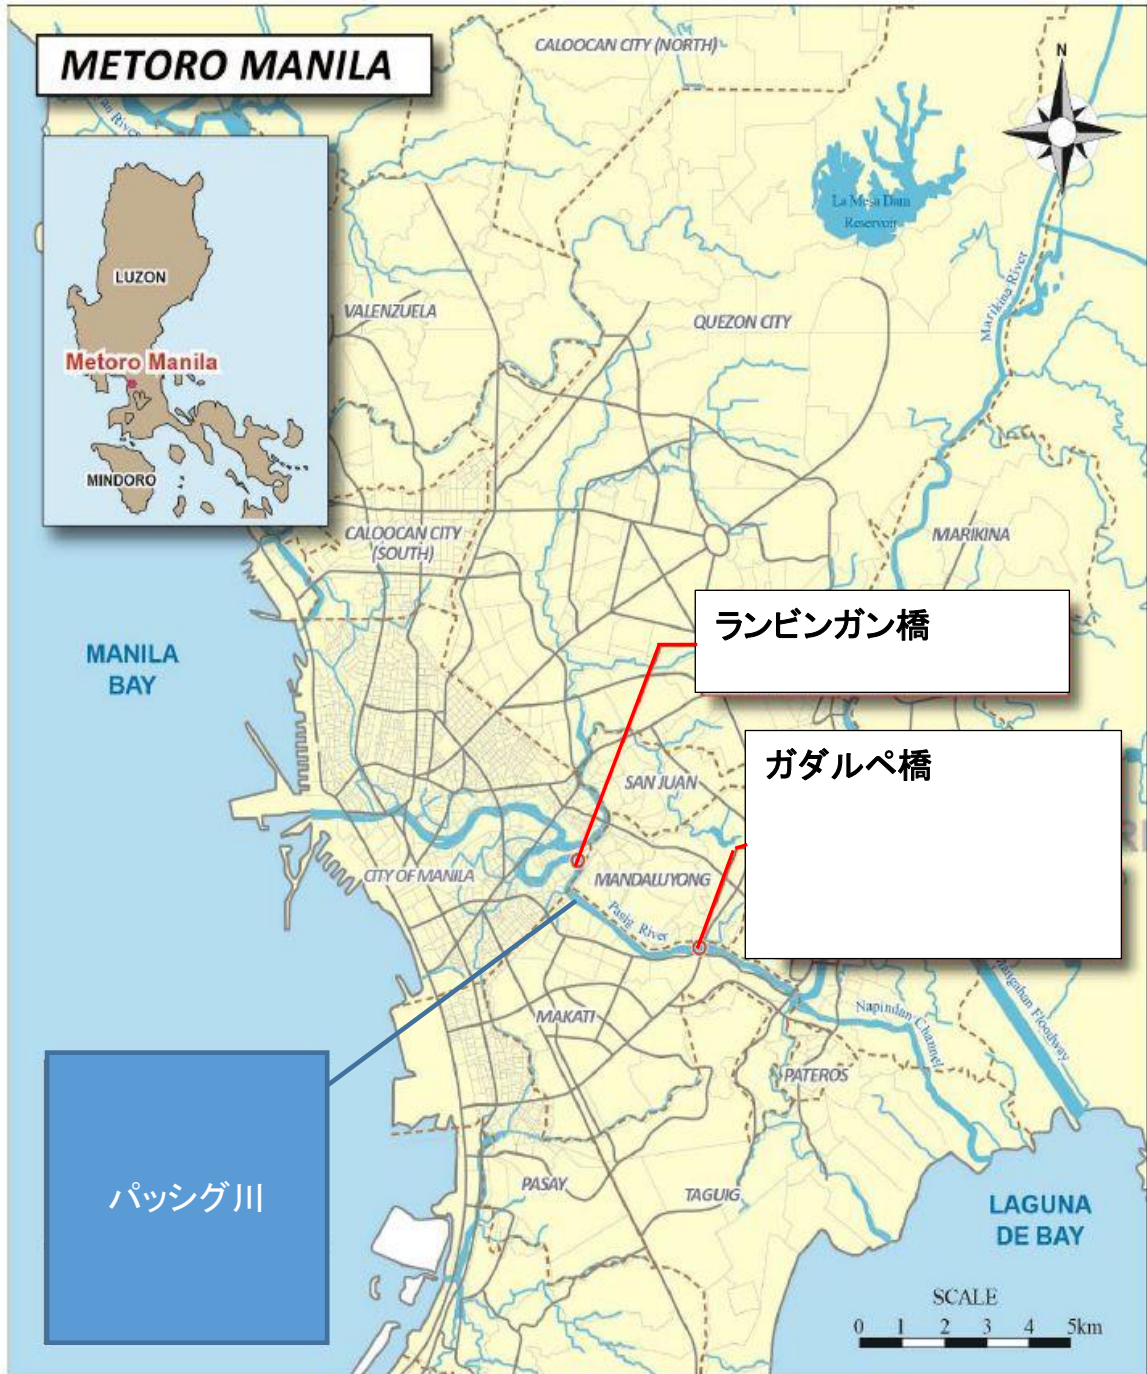 METORO MANILA
CALOOCAN CITY (NORTH)
N
La Mesa Dam
Reservoir
LUZON
Metoro Manila
MINDORO
VALENZUELA
QUEZON CITY
Marikina River
CALOOCAN CITY
(SOUTH)
MARIKINA
ランビンガン橋
MANILA
BAY
ガダルペ橋
SAN JUAN
CITY OF MANILA
MANDALUYONG
Pasig River
MAKATI
Napindan Channel
Mangahan Floodway
PATEROS
パッシグ川
PASAY
TAGUIG
LAGUNA
DE BAY
SCALE
0 1 2 3 4 5km